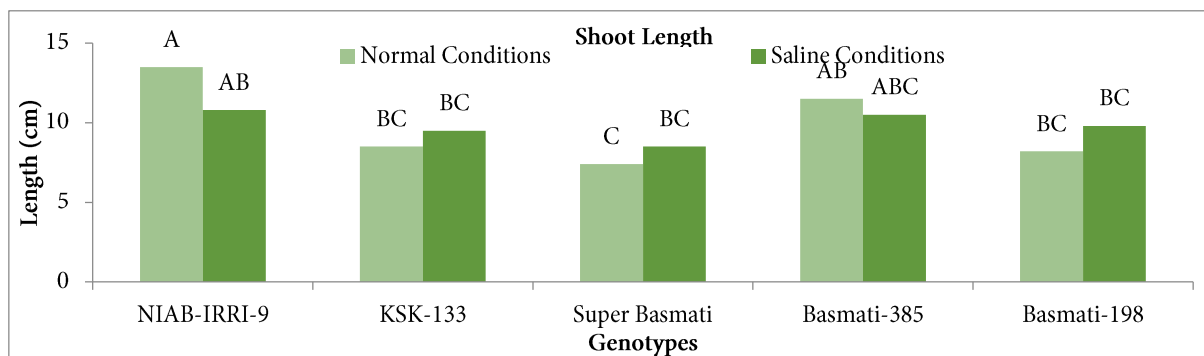 Shoot Length
Normal Conditions
Saline Conditions
Length (cm)
15
10
5
0
A
AB
BC
BC
C
BC
AB
ABC
BC
BC
NIAB-IRRI-9
KSK-133
Super Basmati
Basmati-385
Basmati-198
Genotypes